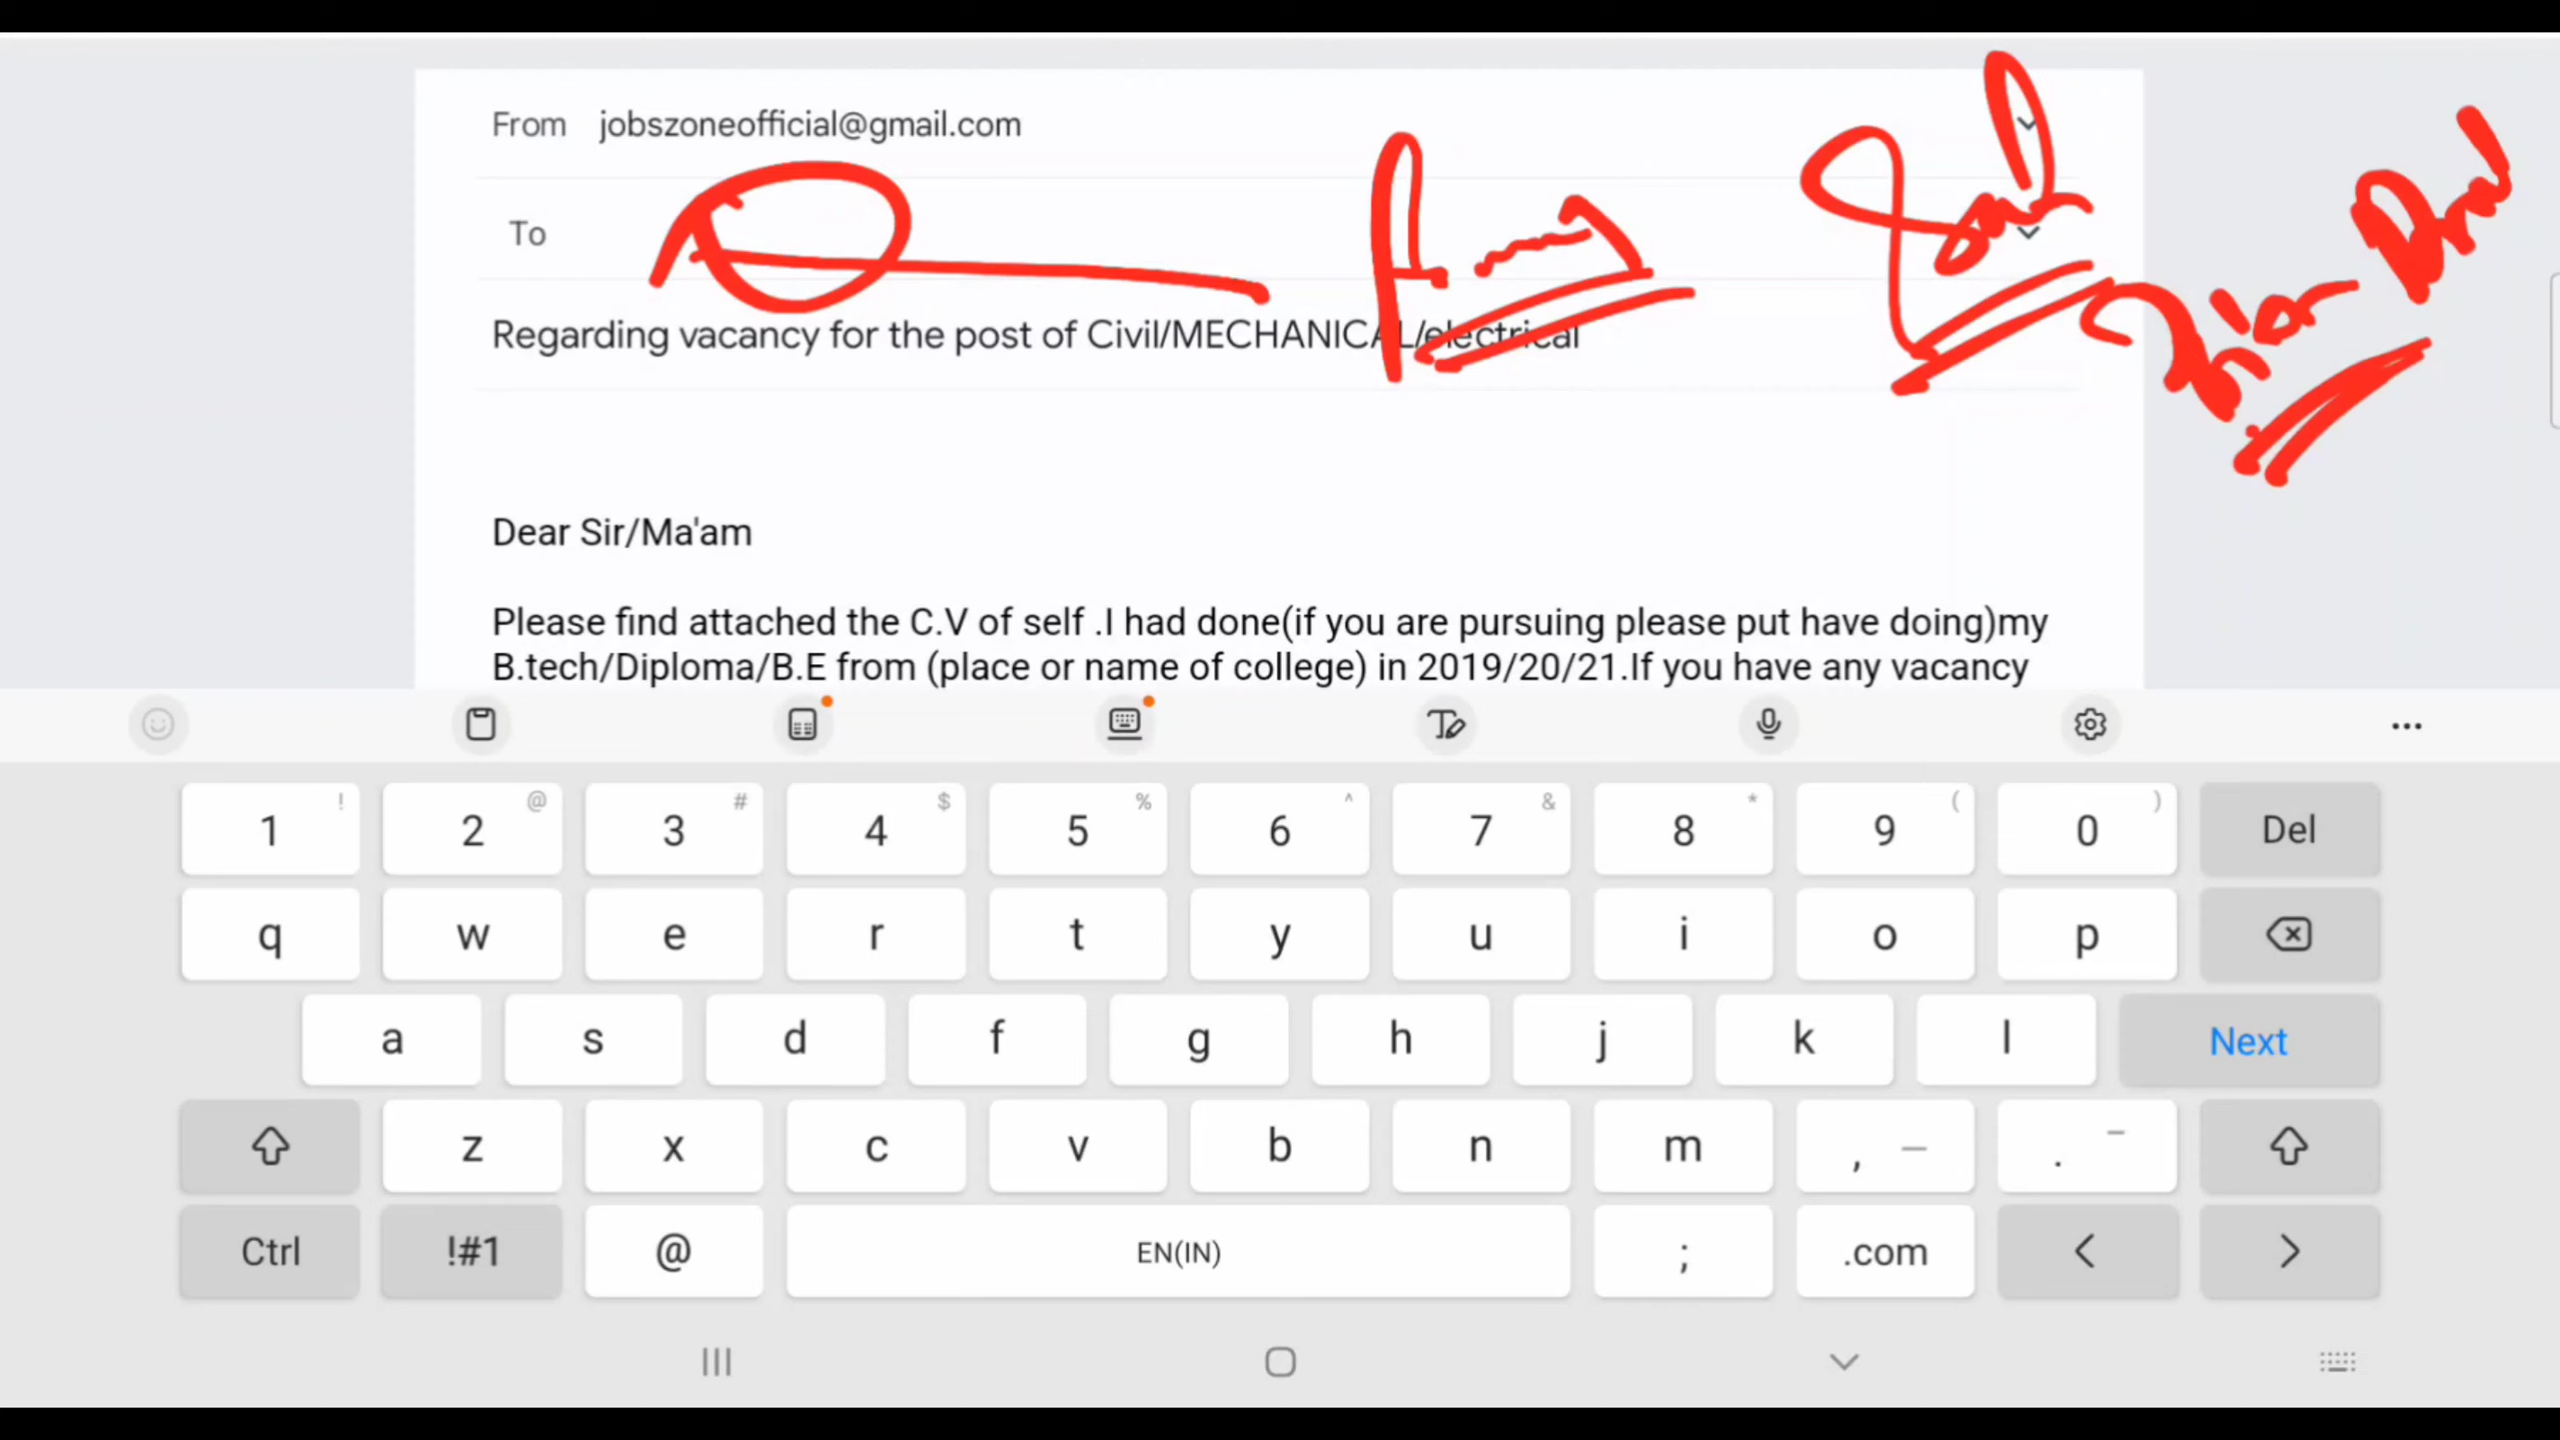 From jobszoneofficial@gmail.com
To
Regarding vacancy for the post of Civil/MECHANICAL/electrical
Dear Sir/Ma'am
Please find attached the C.V of self .I had done(if you are pursuing please put have doing)my
B.tech/Diploma/B.E from (place or name of college) in 2019/20/21.If you have any vacancy
1 ! 2 @ 3 # 4 $ 5 % 6 ^ 7 & 8 * 9 ( 0 ) Del
q w e r t y u i o p
a s d f g h j k l Next
z x c v b n m , — . –
Ctrl !#1 @ EN(IN) ; .com < >